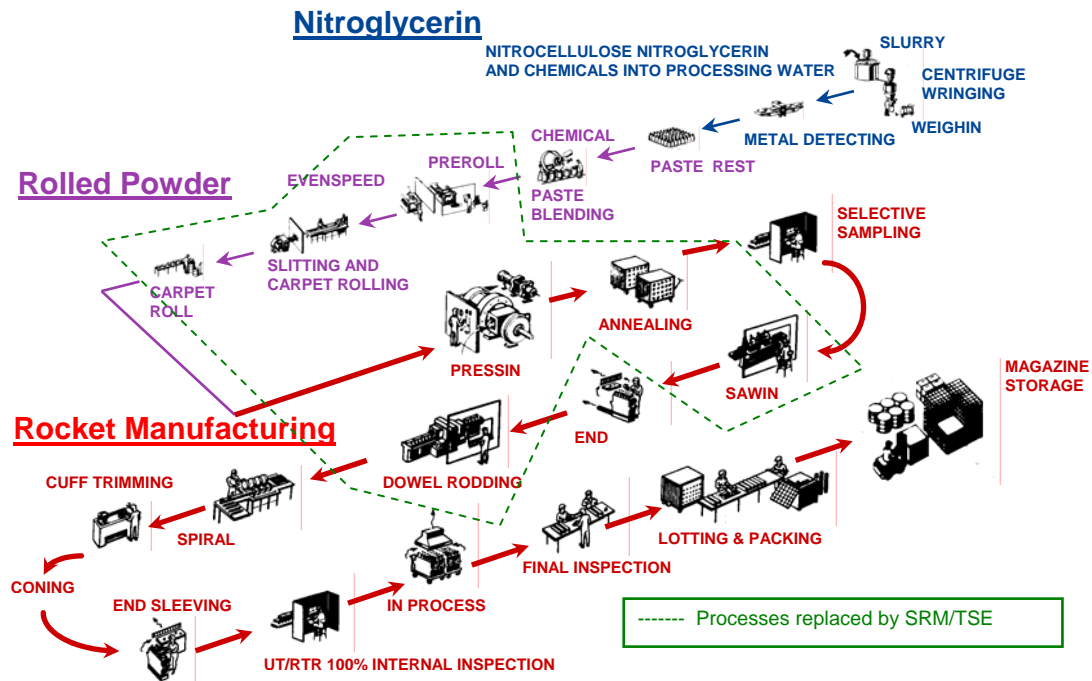 Nitroglycerin
NITROCELLULOSE NITROGLYCERIN
AND CHEMICALS INTO PROCESSING WATER
SLURRY
CENTRIFUGE
WRINGING
WEIGHIN
METAL DETECTING
PASTE REST
CHEMICAL
PASTE
BLENDING
PREROLL
EVENSPEED
Rolled Powder
SLITTING AND
CARPET ROLLING
CARPET
ROLL
SELECTIVE
SAMPLING
ANNEALING
PRESSIN
SAWIN
MAGAZINE
STORAGE
END
Rocket Manufacturing
DOWEL RODDING
CUFF TRIMMING
SPIRAL
LOTTING & PACKING
FINAL INSPECTION
CONING
END SLEEVING
IN PROCESS
UT/RTR 100% INTERNAL INSPECTION
------- Processes replaced by SRM/TSE